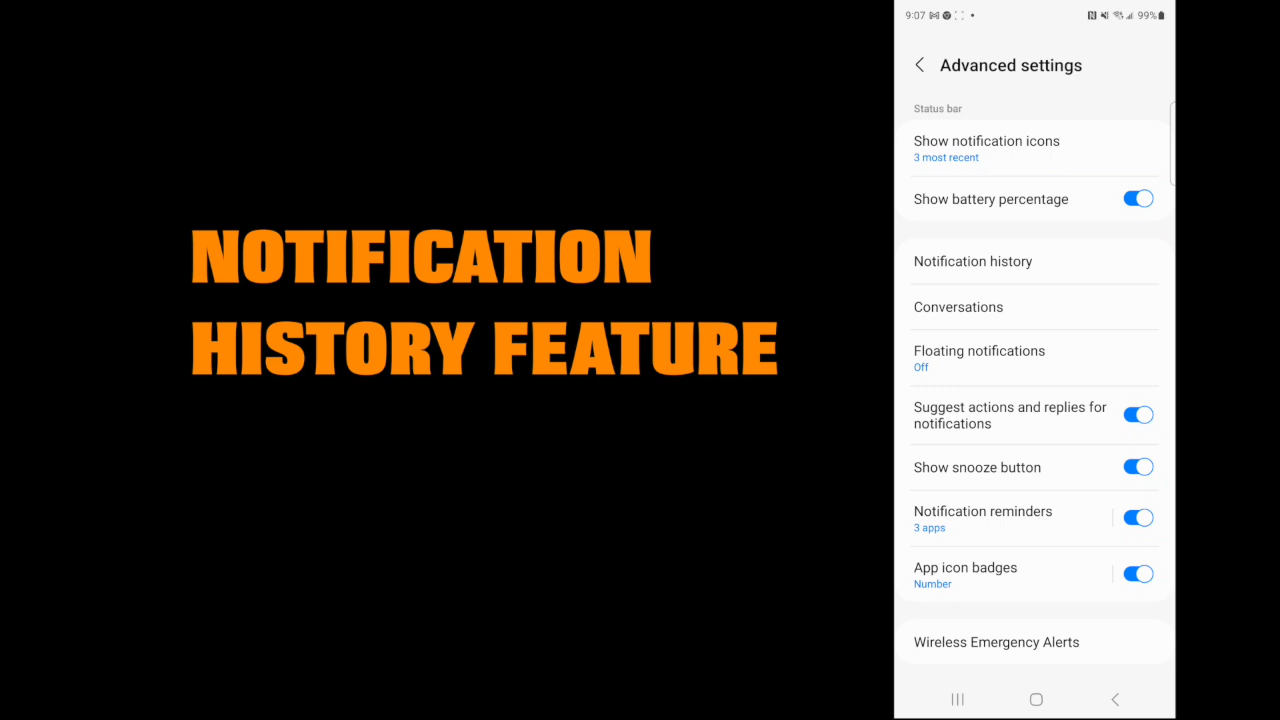 NOTIFICATION
HISTORY FEATURE
9:07
99%
Advanced settings
Status bar
Show notification icons
3 most recent
Show battery percentage
Notification history
Conversations
Floating notifications
Off
Suggest actions and replies for
notifications
Show snooze button
Notification reminders
3 apps
App icon badges
Number
Wireless Emergency Alerts